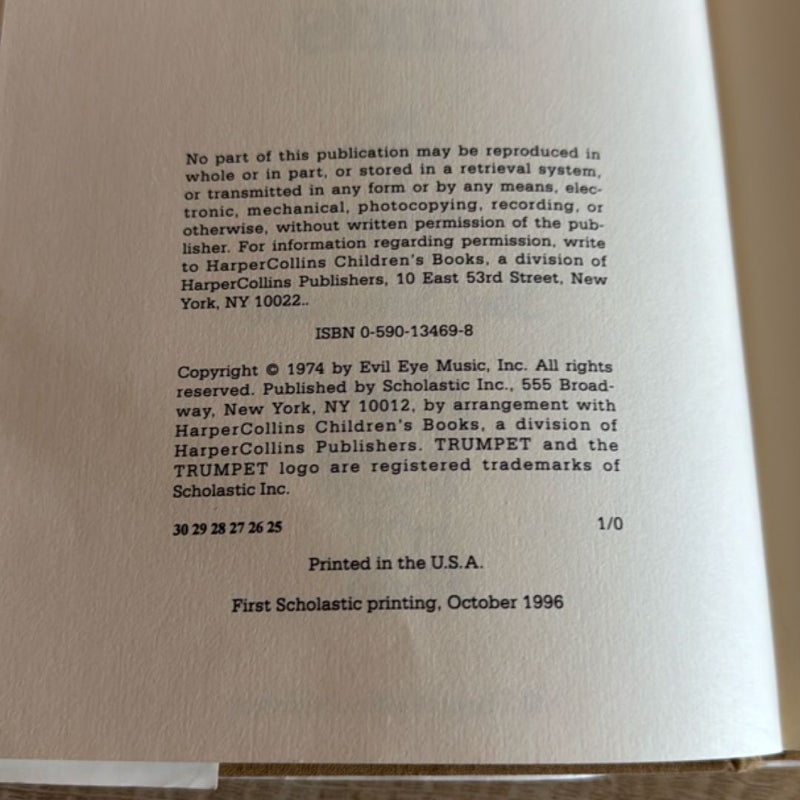 No part of this publication may be reproduced in
whole or in part, or stored in a retrieval system,
or transmitted in any form or by any means, elec-
tronic, mechanical, photocopying, recording, or
otherwise, without written permission of the pub-
lisher. For information regarding permission, write
to HarperCollins Children's Books, a division of
HarperCollins Publishers, 10 East 53rd Street, New
York, NY 10022..
ISBN 0-590-13469-8
Copyright © 1974 by Evil Eye Music, Inc. All rights
reserved. Published by Scholastic Inc., 555 Broad-
way, New York, NY 10012, by arrangement with
HarperCollins Children's Books, a division of
HarperCollins Publishers. TRUMPET and the
TRUMPET logo are registered trademarks of
Scholastic Inc.
30 29 28 27 26 25 1/0
Printed in the U.S.A.
First Scholastic printing, October 1996